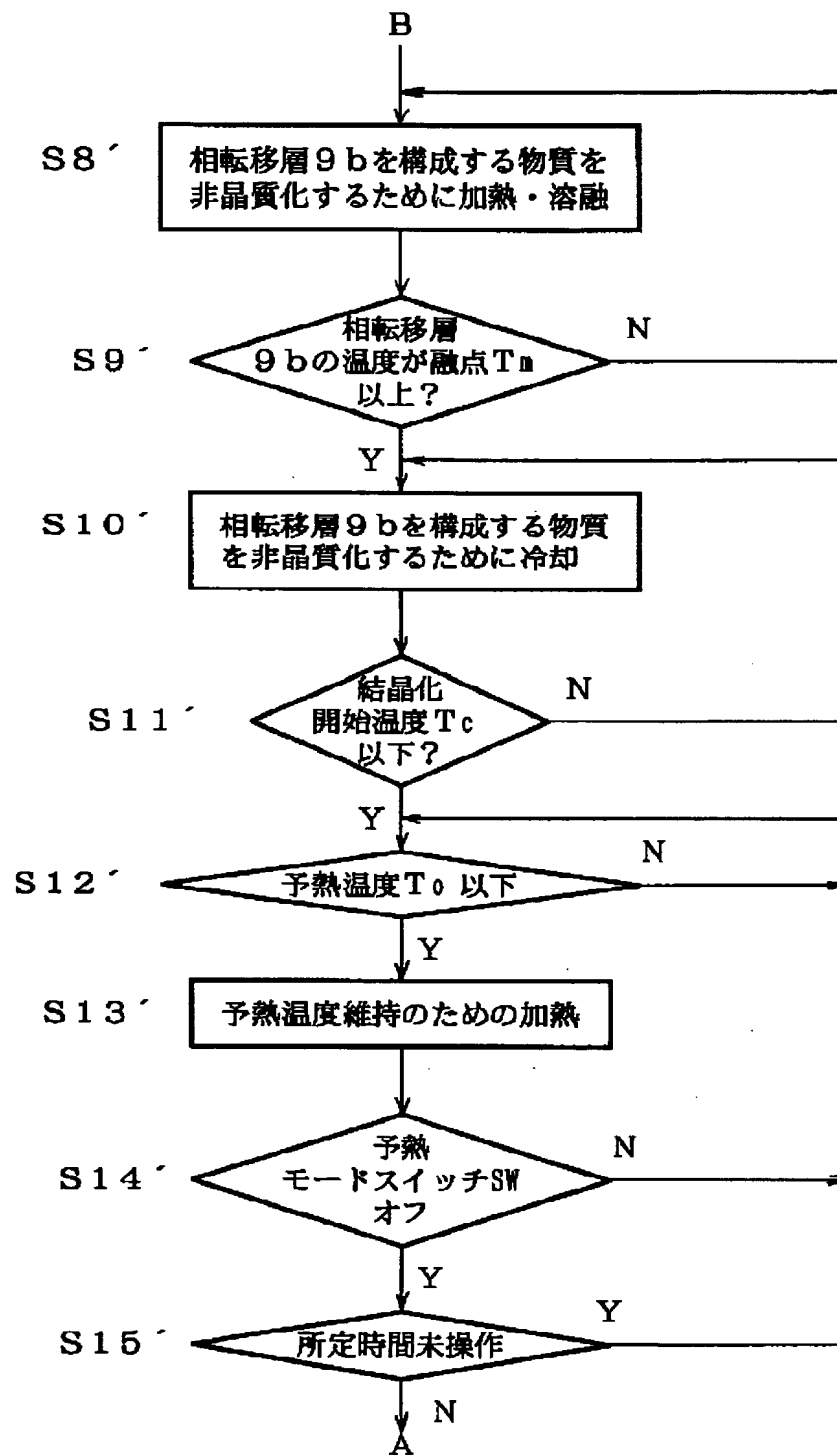 B
S8´
相転移層9bを構成する物質を
非晶質化するために加熱・溶融
相転移層
N
S9´
9bの温度が融点Tm
以上?
Y
S10´
相転移層9bを構成する物質
を非晶質化するために冷却
結晶化
N
S11´
開始温度Tc
以下?
Y
N
S12´
予熱温度T0 以下
Y
S13´
予熱温度維持のための加熱
予熱
N
S14´
モードスイッチSW
オフ
Y
Y
S15´
所定時間未操作
N
A